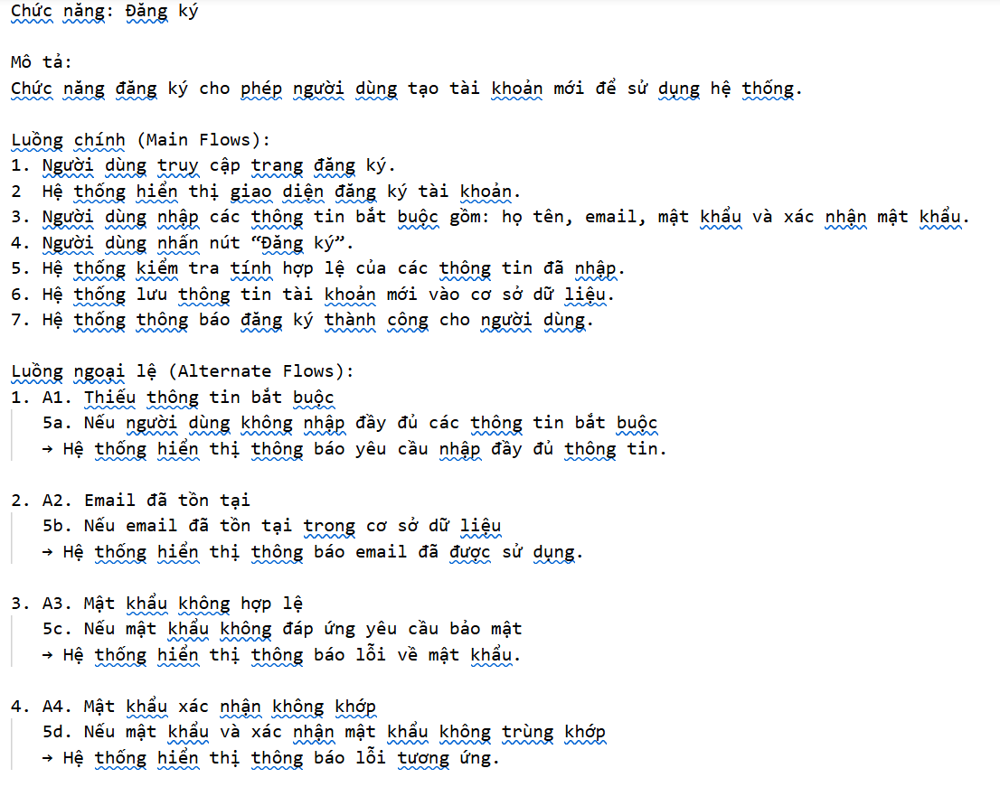 Chức năng: Đăng ký
Mô tả:
Chức năng đăng ký cho phép người dùng tạo tài khoản mới để sử dụng hệ thống.
Luồng chính (Main Flows):
1. Người dùng truy cập trang đăng ký.
2  Hệ thống hiển thị giao diện đăng ký tài khoản.
3. Người dùng nhập các thông tin bắt buộc gồm: họ tên, email, mật khẩu và xác nhận mật khẩu.
4. Người dùng nhấn nút “Đăng ký”.
5. Hệ thống kiểm tra tính hợp lệ của các thông tin đã nhập.
6. Hệ thống lưu thông tin tài khoản mới vào cơ sở dữ liệu.
7. Hệ thống thông báo đăng ký thành công cho người dùng.
Luồng ngoại lệ (Alternate Flows):
1. A1. Thiếu thông tin bắt buộc
5a. Nếu người dùng không nhập đầy đủ các thông tin bắt buộc
→ Hệ thống hiển thị thông báo yêu cầu nhập đầy đủ thông tin.
2. A2. Email đã tồn tại
5b. Nếu email đã tồn tại trong cơ sở dữ liệu
→ Hệ thống hiển thị thông báo email đã được sử dụng.
3. A3. Mật khẩu không hợp lệ
5c. Nếu mật khẩu không đáp ứng yêu cầu bảo mật
→ Hệ thống hiển thị thông báo lỗi về mật khẩu.
4. A4. Mật khẩu xác nhận không khớp
5d. Nếu mật khẩu và xác nhận mật khẩu không trùng khớp
→ Hệ thống hiển thị thông báo lỗi tương ứng.